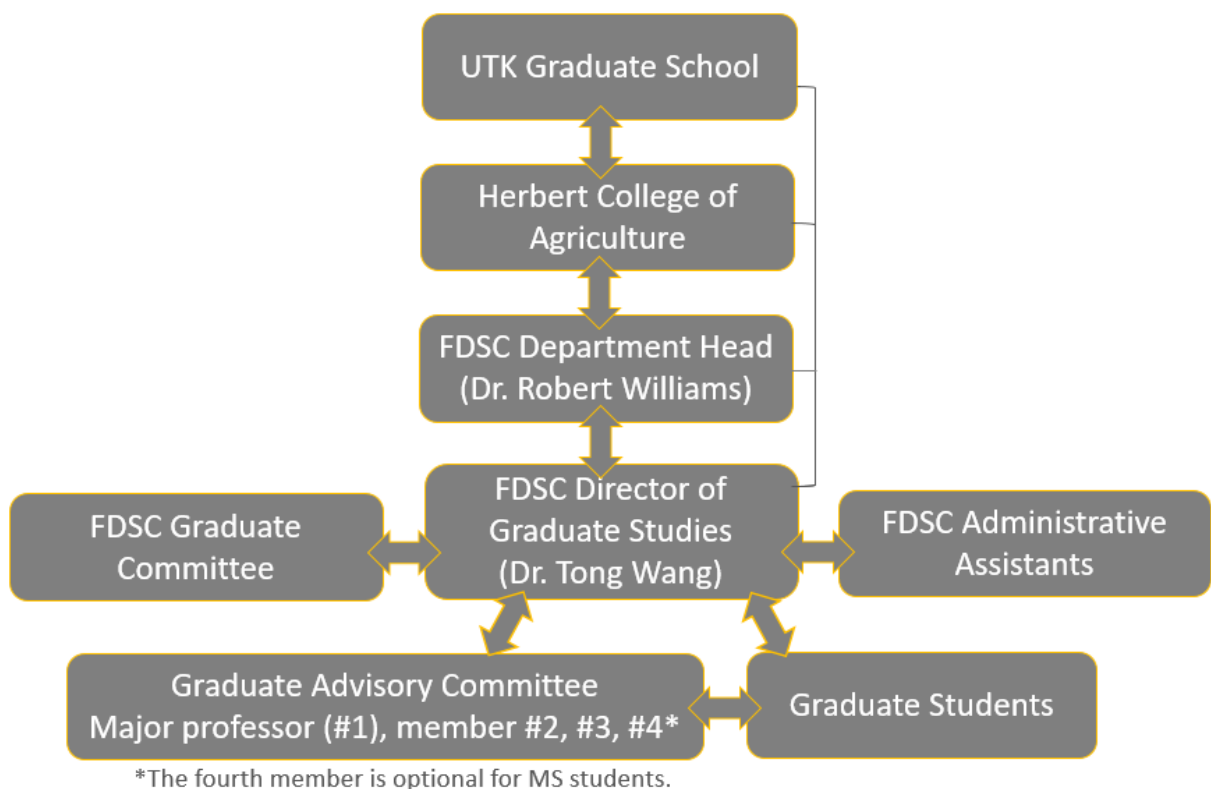 UTK Graduate School
Herbert College of
Agriculture
FDSC Department Head
(Dr. Robert Williams)
FDSC Director of
Graduate Studies
(Dr. Tong Wang)
FDSC Graduate
Committee
FDSC Administrative
Assistants
Graduate Advisory Committee
Major professor (#1), member #2, #3, #4*
Graduate Students
*The fourth member is optional for MS students.